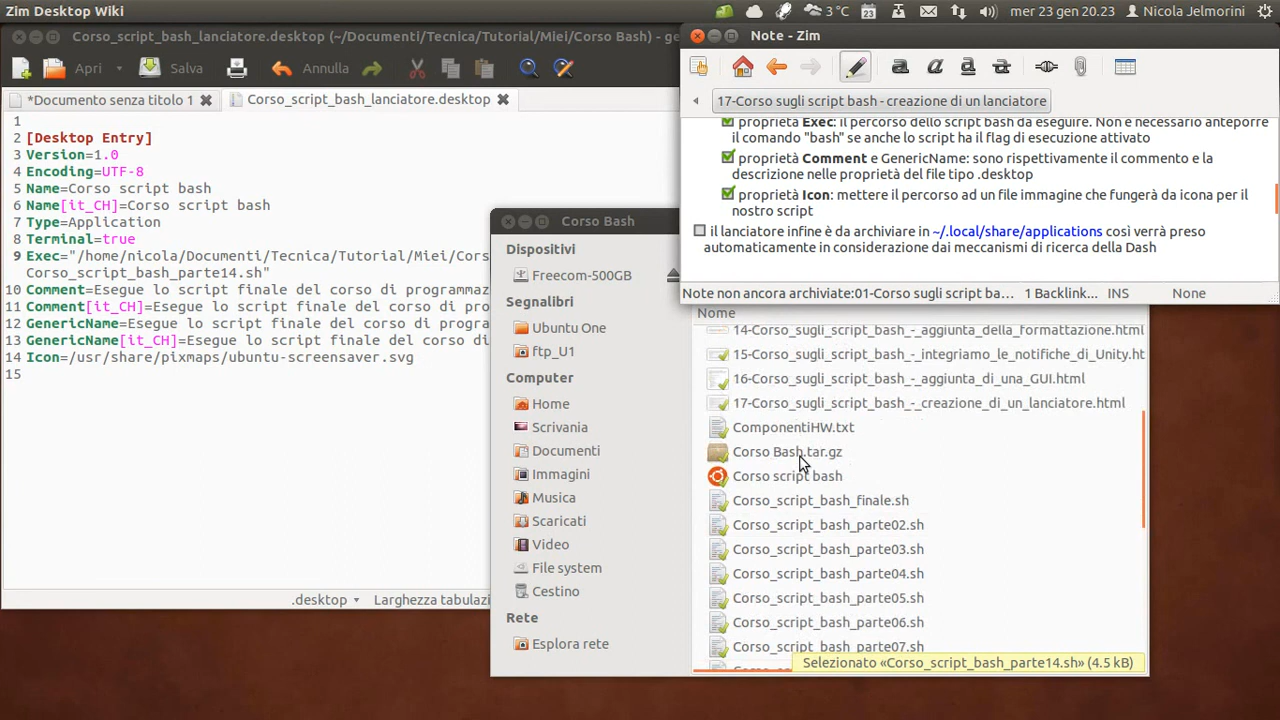 Zim Desktop Wiki
3°C
mer 23 gen 20.23
Nicola Jelmorini
Corso_script_bash_lanciatore.desktop (~/Documenti/Tecnica/Tutorial/Miei/Corso Bash) - ge
Apri
Salva
Annulla
*Documento senza titolo 1
Corso_script_bash_lanciatore.desktop
1
2 [Desktop Entry]
3 Version=1.0
4 Encoding=UTF-8
5 Name=Corso script bash
6 Name[it_CH]=Corso script bash
7 Type=Application
8 Terminal=true
9 Exec="/home/nicola/Documenti/Tecnica/Tutorial/Miei/Cors
Corso_script_bash_parte14.sh"
10 Comment=Esegue lo script finale del corso di programmaz
11 Comment[it_CH]=Esegue lo script finale del corso di pro
12 GenericName=Esegue lo script finale del corso di progra
13 GenericName[it_CH]=Esegue lo script finale del corso di
14 Icon=/usr/share/pixmaps/ubuntu-screensaver.svg
15
.desktop
Larghezza tabulazi
Note - Zim
17-Corso sugli script bash - creazione di un lanciatore
proprietà Exec: il percorso dello script bash da eseguire. Non è necessario anteporre
il comando "bash" se anche lo script ha il flag di esecuzione attivato
proprietà Comment e GenericName: sono rispettivamente il commento e la
descrizione nelle proprietà del file tipo .desktop
proprietà Icon: mettere il percorso ad un file immagine che fungerà da icona per il
nostro script
il lanciatore infine è da archiviare in ~/.local/share/applications così verrà preso
automaticamente in considerazione dai meccanismi di ricerca della Dash
Note non ancora archiviate:01-Corso sugli script ba...
1 Backlink...
INS
None
Corso Bash
Dispositivi
Freecom-500GB
Segnalibri
Ubuntu One
ftp_U1
Computer
Home
Scrivania
Documenti
Immagini
Musica
Scaricati
Video
File system
Cestino
Rete
Esplora rete
Nome
14-Corso_sugli_script_bash_-_aggiunta_della_formattazione.html
15-Corso_sugli_script_bash_-_integriamo_le_notifiche_di_Unity.ht
16-Corso_sugli_script_bash_-_aggiunta_di_una_GUI.html
17-Corso_sugli_script_bash_-_creazione_di_un_lanciatore.html
ComponentiHW.txt
Corso Bash.tar.gz
Corso script bash
Corso_script_bash_finale.sh
Corso_script_bash_parte02.sh
Corso_script_bash_parte03.sh
Corso_script_bash_parte04.sh
Corso_script_bash_parte05.sh
Corso_script_bash_parte06.sh
Corso_script_bash_parte07.sh
Selezionato «Corso_script_bash_parte14.sh» (4.5 kB)